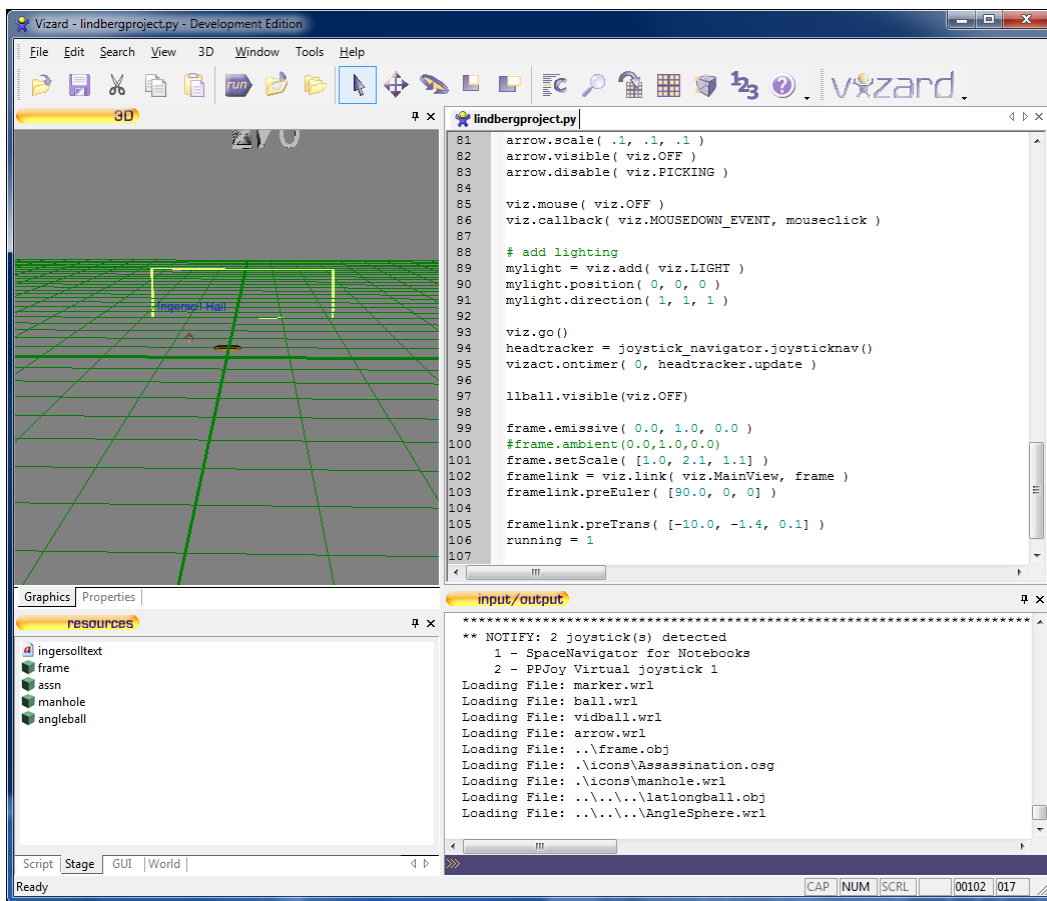 Vizard - lindbergproject.py - Development Edition
File Edit Search View 3D Window Tools Help
run
123
vizard
3D
270
Ingersoll Hall
Graphics Properties
lindbergproject.py
81 arrow.scale( .1, .1, .1 )
82 arrow.visible( viz.OFF )
83 arrow.disable( viz.PICKING )
84
85 viz.mouse( viz.OFF )
86 viz.callback( viz.MOUSEDOWN_EVENT, mouseclick )
87
88 # add lighting
89 mylight = viz.add( viz.LIGHT )
90 mylight.position( 0, 0, 0 )
91 mylight.direction( 1, 1, 1 )
92
93 viz.go()
94 headtracker = joystick_navigator.joysticknav()
95 vizact.ontimer( 0, headtracker.update )
96
97 llball.visible(viz.OFF)
98
99 frame.emissive( 0.0, 1.0, 0.0 )
100 #frame.ambient(0.0,1.0,0.0)
101 frame.setScale( [1.0, 2.1, 1.1] )
102 framelink = viz.link( viz.MainView, frame )
103 framelink.preEuler( [90.0, 0, 0] )
104
105 framelink.preTrans( [-10.0, -1.4, 0.1] )
106 running = 1
107
resources
ingersolltext
frame
assn
manhole
angleball
Script Stage GUI World
input/output
************************************************************************
** NOTIFY: 2 joystick(s) detected
1 - SpaceNavigator for Notebooks
2 - PPJoy Virtual joystick 1
Loading File: marker.wrl
Loading File: ball.wrl
Loading File: vidball.wrl
Loading File: arrow.wrl
Loading File: ..\frame.obj
Loading File: .\icons\Assassination.osg
Loading File: .\icons\manhole.wrl
Loading File: ..\..\..\latlongball.obj
Loading File: ..\..\..\AngleSphere.wrl
>>>
Ready
CAP NUM SCRL 00102 017